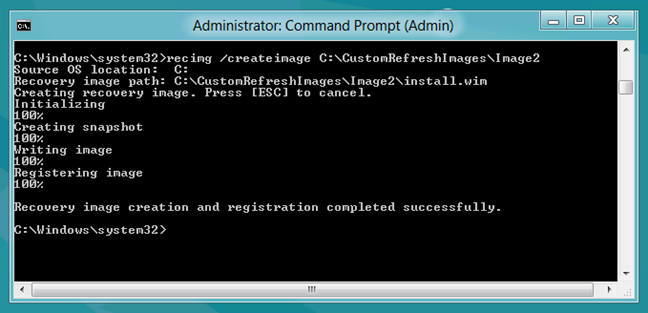 Administrator: Command Prompt (Admin)
C:\Windows\system32>recimg /createimage C:\CustomRefreshImages\Image2
Source OS location:  C:
Recovery image path: C:\CustomRefreshImages\Image2\install.wim
Creating recovery image. Press [ESC] to cancel.
Initializing
100%
Creating snapshot
100%
Writing image
100%
Registering image
100%
Recovery image creation and registration completed successfully.
C:\Windows\system32>